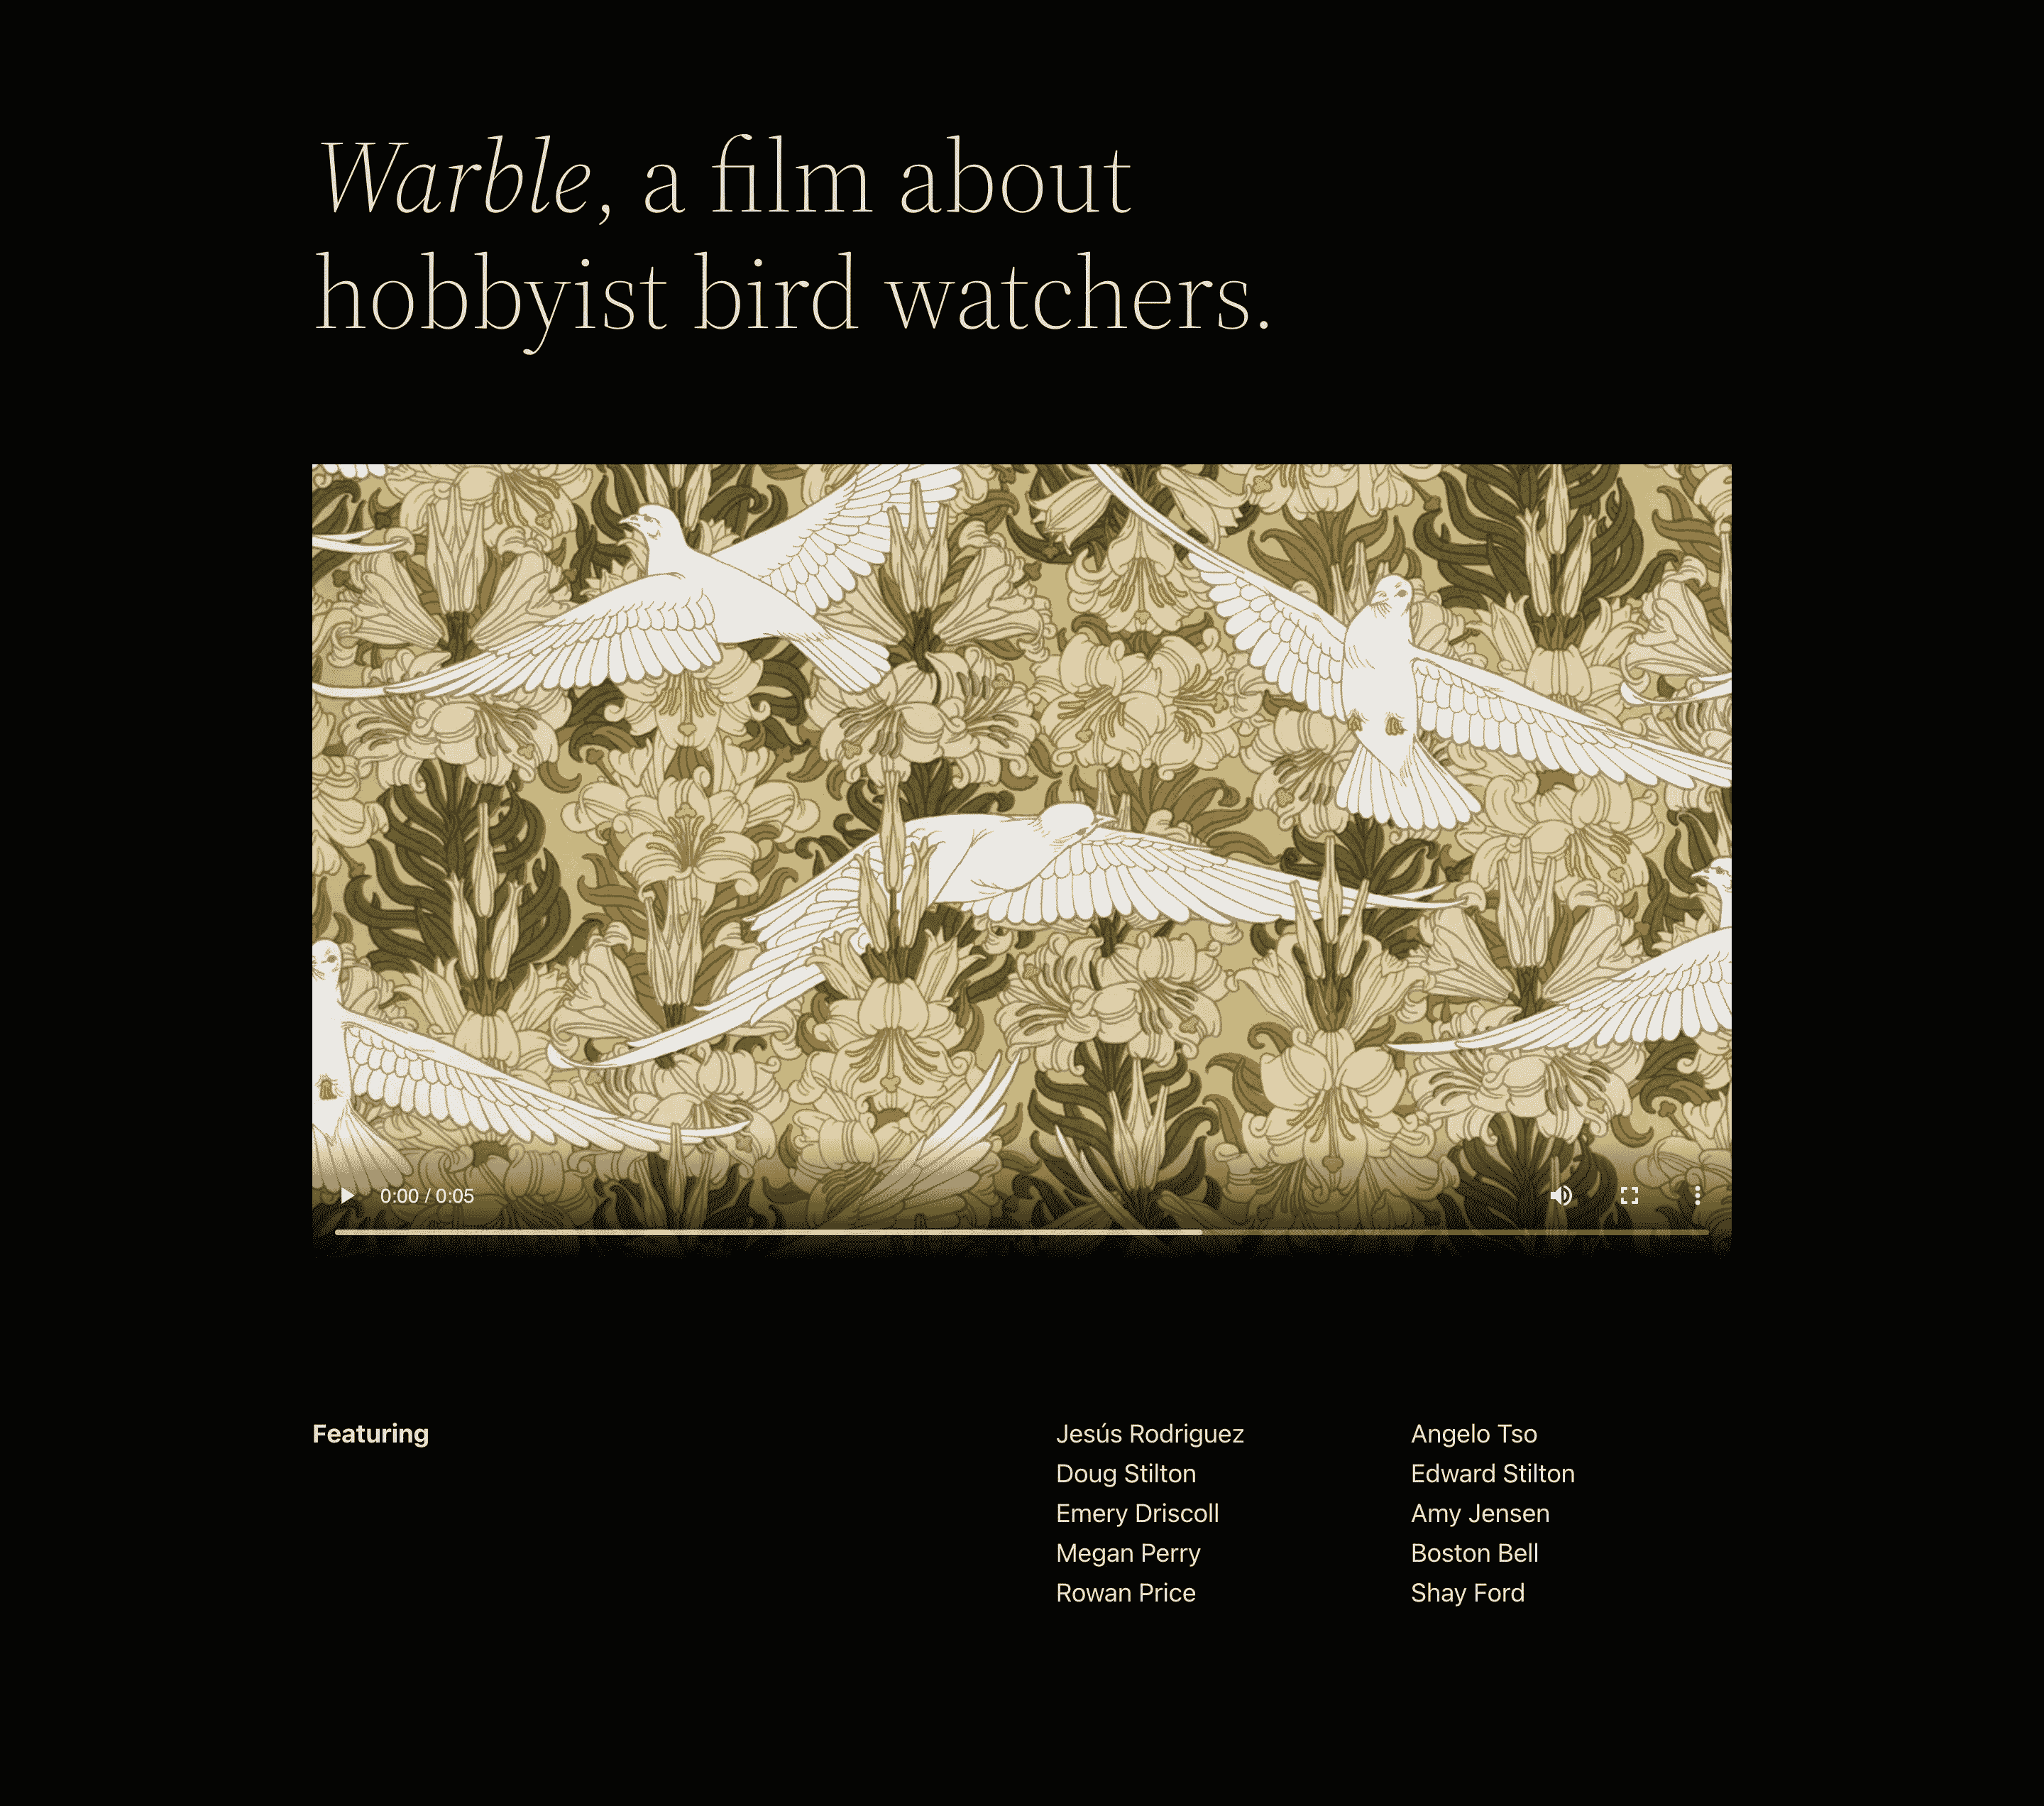 Warble, a film about
hobbyist bird watchers.
0:00 / 0:05
Featuring
Jesús Rodriguez
Doug Stilton
Emery Driscoll
Megan Perry
Rowan Price
Angelo Tso
Edward Stilton
Amy Jensen
Boston Bell
Shay Ford